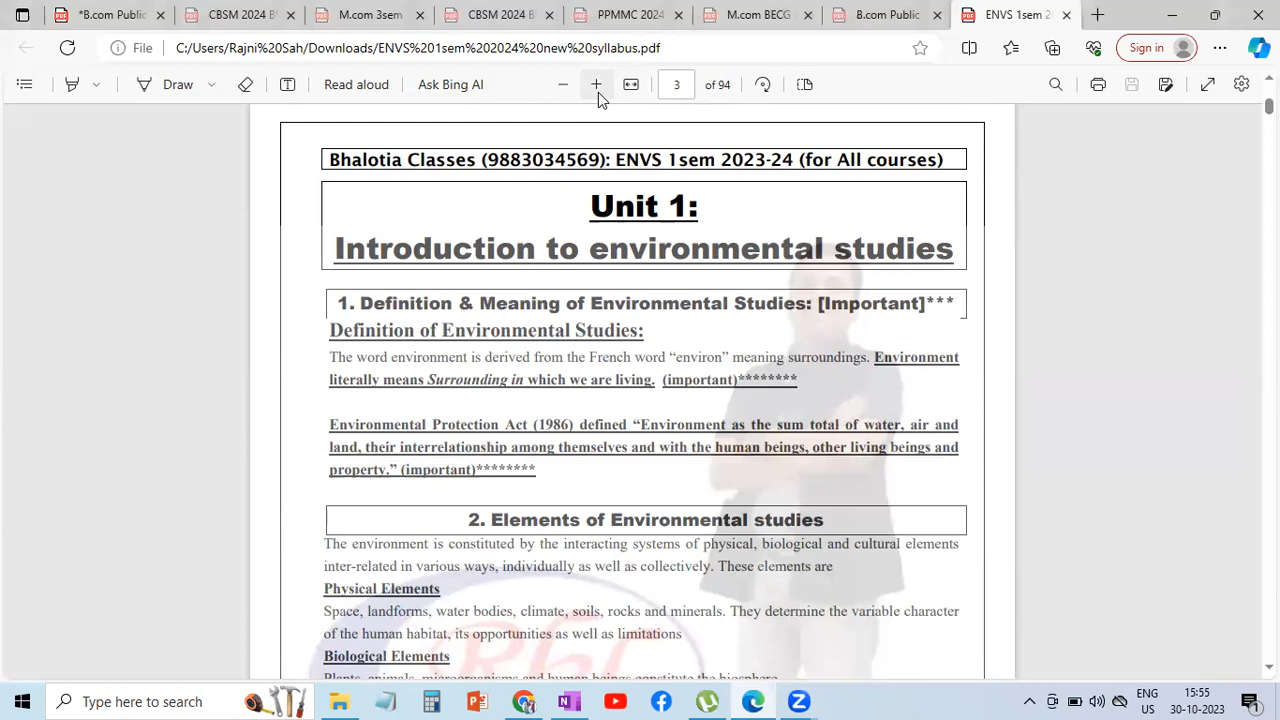 *B.com Public
CBSM 2024
M.com 3sem
CBSM 2024 B
PPMMC 2024
M.com BECG
B.com Public
ENVS 1sem 2
File
C:/Users/Rajni%20Sah/Downloads/ENVS%201sem%202024%20new%20syllabus.pdf
Sign in
Draw
Read aloud
Ask Bing AI
3
of 94
Bhalotia Classes (9883034569): ENVS 1sem 2023-24 (for All courses)
Unit 1:
Introduction to environmental studies
1. Definition & Meaning of Environmental Studies: [Important]***
Definition of Environmental Studies:
The word environment is derived from the French word “environ” meaning surroundings. Environment
literally means Surrounding in which we are living. (important)********
Environmental Protection Act (1986) defined “Environment as the sum total of water, air and
land, their interrelationship among themselves and with the human beings, other living beings and
property.” (important)********
2. Elements of Environmental studies
The environment is constituted by the interacting systems of physical, biological and cultural elements
inter-related in various ways, individually as well as collectively. These elements are
Physical Elements
Space, landforms, water bodies, climate, soils, rocks and minerals. They determine the variable character
of the human habitat, its opportunities as well as limitations
Biological Elements
Plants, animals, microorganisms and human beings constitute the biosphere
Type here to search
ENG
US
15:55
30-10-2023